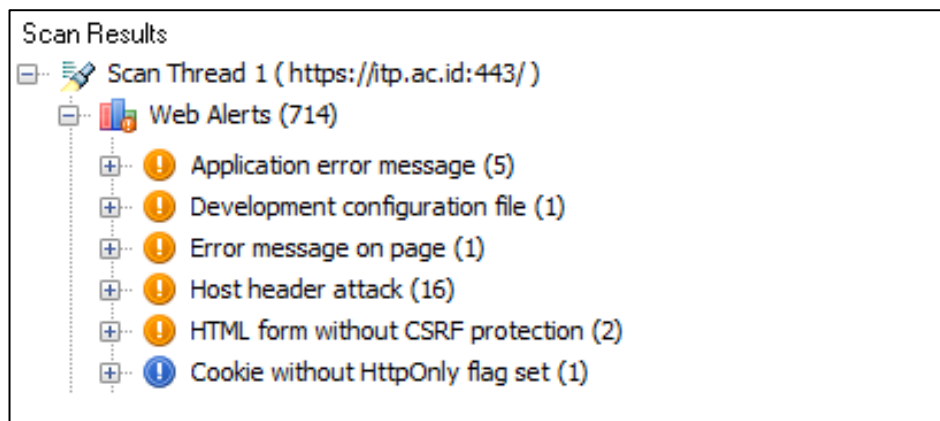 Scan Results
Scan Thread 1 ( https://itp.ac.id:443/ )
Web Alerts (714)
Application error message (5)
Development configuration file (1)
Error message on page (1)
Host header attack (16)
HTML form without CSRF protection (2)
Cookie without HttpOnly flag set (1)